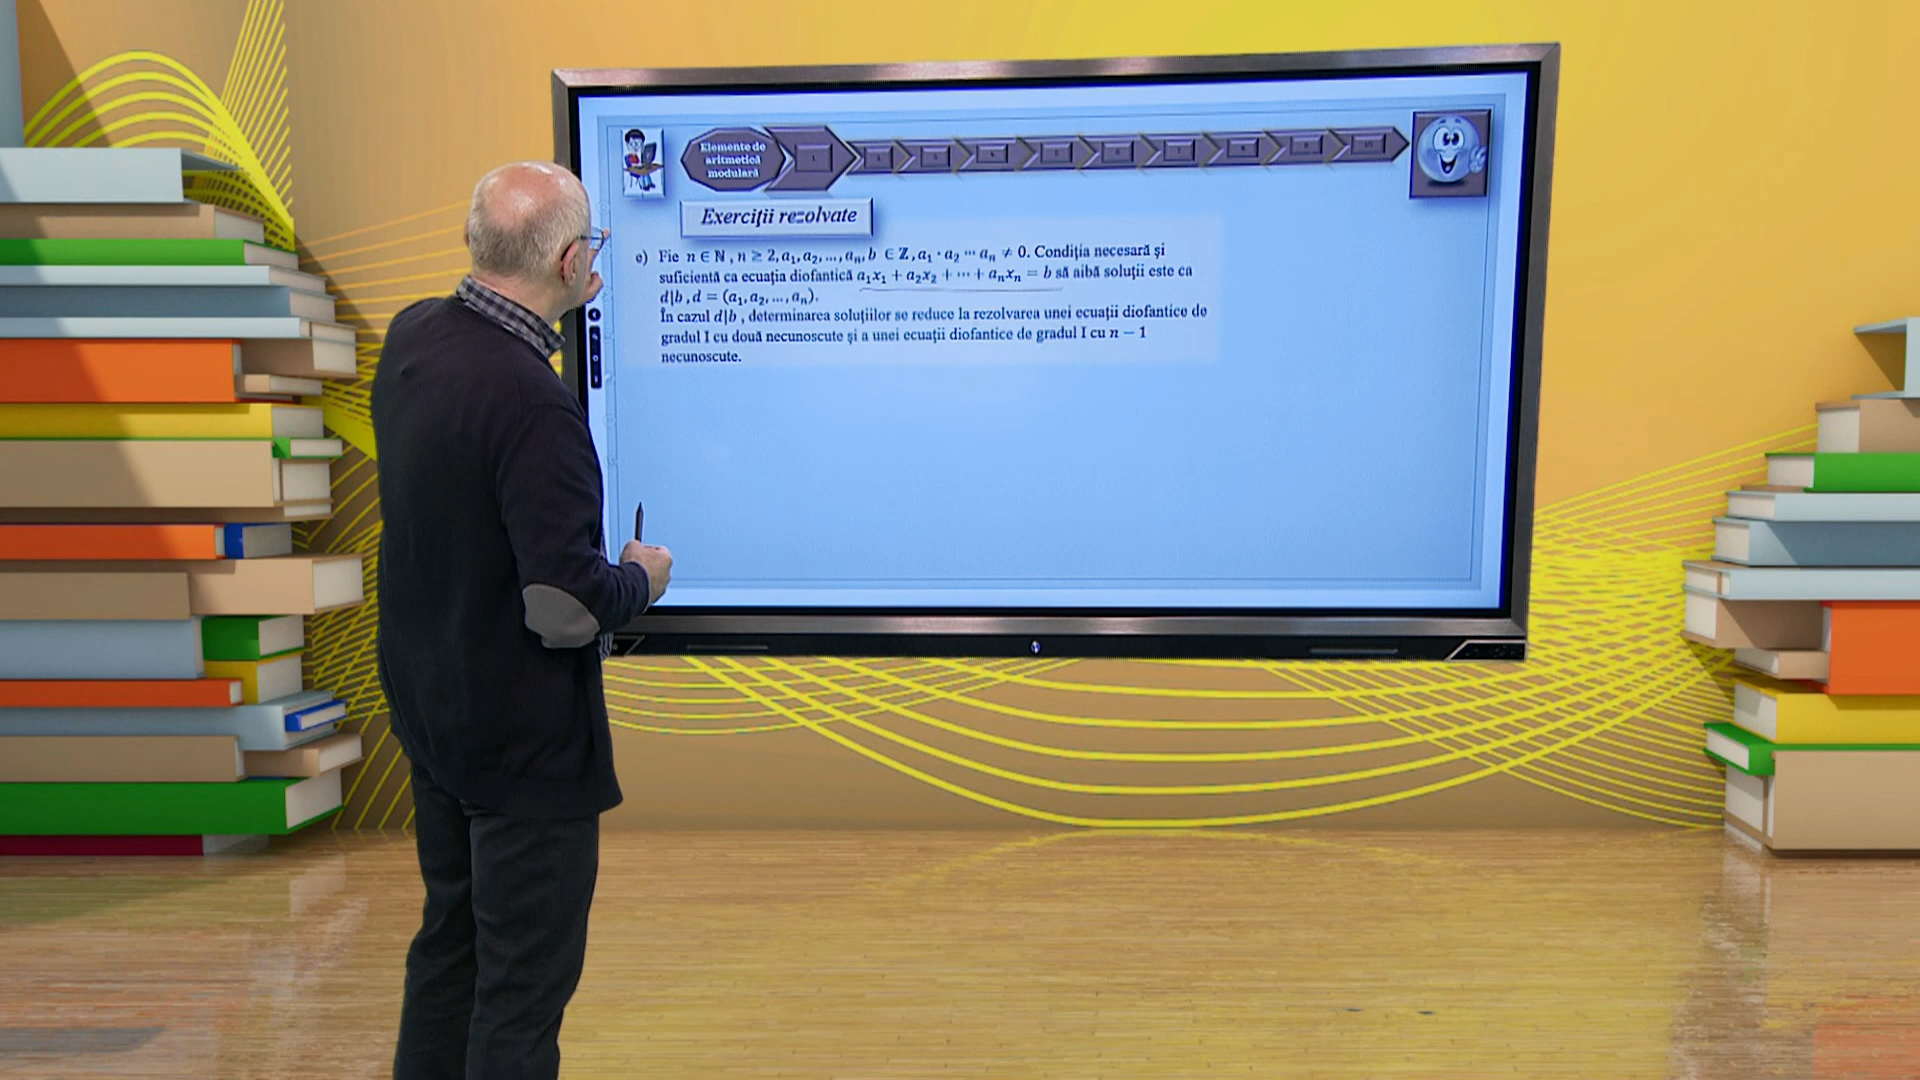 Elemente de
aritmetică
modulară
1.
Exerciții rezolvate
e) Fie n ∈ ℕ, n ≥ 2, a₁, a₂, ..., aₙ, b ∈ ℤ, a₁ · a₂ ··· aₙ ≠ 0. Condiția necesară și
suficientă ca ecuația diofantică a₁x₁ + a₂x₂ + ··· + aₙxₙ = b să aibă soluții este ca
d|b, d = (a₁, a₂, ..., aₙ).
În cazul d|b, determinarea soluțiilor se reduce la rezolvarea unei ecuații diofantice de
gradul I cu două necunoscute și a unei ecuații diofantice de gradul I cu n − 1
necunoscute.